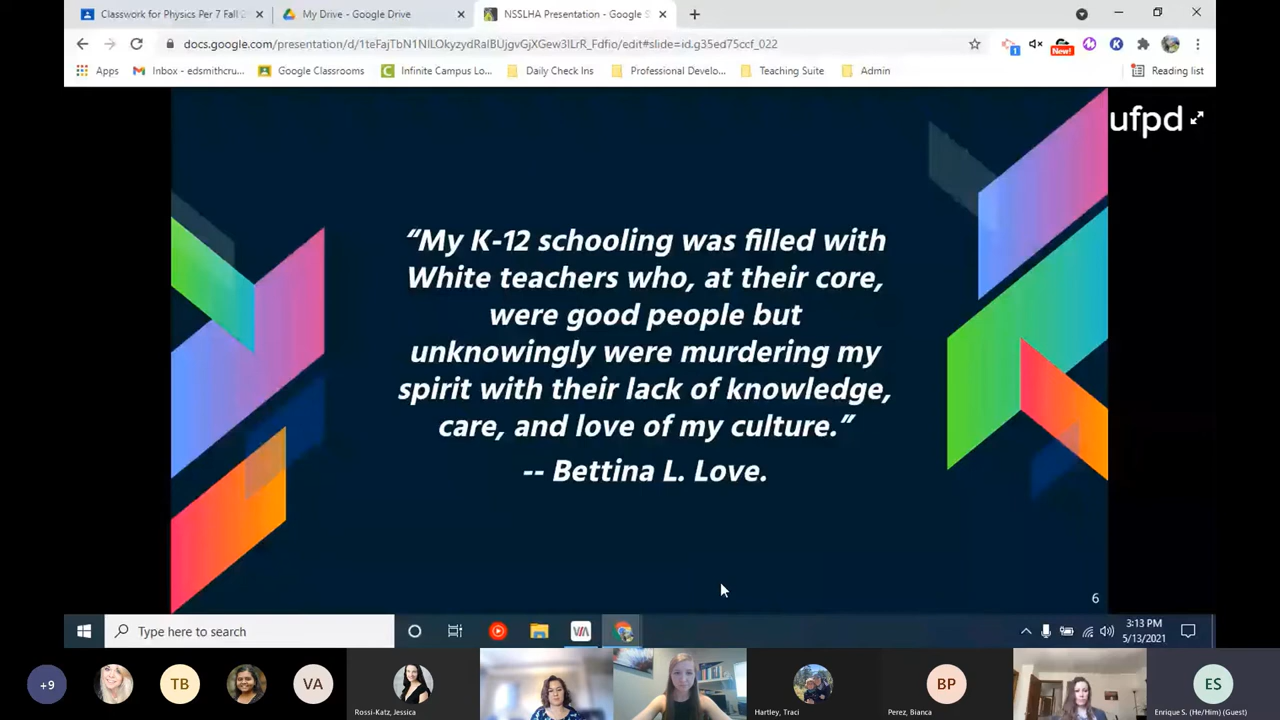 Classwork for Physics Per 7 Fall 2
My Drive - Google Drive
NSSLHA Presentation - Google S
docs.google.com/presentation/d/1eFajTbN1NILOkyzydRaIBUjgvGjXGew3ILrR_Fdfio/edit#slide=id.g35ed75ccf_022
New!
Apps
Inbox - edsmithcru...
Google Classrooms
Infinite Campus Lo...
Daily Check Ins
Professional Develo...
Teaching Suite
Admin
Reading list
ufpd
“My K-12 schooling was filled with
White teachers who, at their core,
were good people but
unknowingly were murdering my
spirit with their lack of knowledge,
care, and love of my culture.”
-- Bettina L. Love.
6
Type here to search
3:13 PM
5/13/2021
+9
TB
VA
Rossi-Katz, Jessica
Hartley, Traci
BP
Perez, Bianca
ES
Enrique S. (He/Him) (Guest)